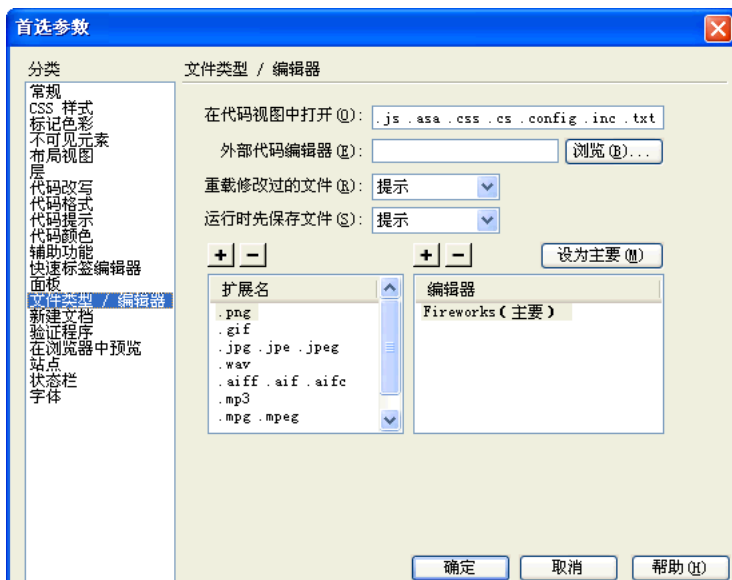 首选参数
分类
常规
CSS 样式
标记色彩
不可见元素
布局视图
层
代码改写
代码格式
代码提示
代码颜色
辅助功能
快速标签编辑器
面板
文件类型 / 编辑器
新建文档
验证程序
在浏览器中预览
站点
状态栏
字体
文件类型 / 编辑器
在代码视图中打开(O): .js .asa .css .cs .config .inc .txt
外部代码编辑器(E): 浏览(B)...
重载修改过的文件(R): 提示
运行时先保存文件(S): 提示
+ − + − 设为主要(M)
扩展名
.png
.gif
.jpg .jpe .jpeg
.wav
.aiff .aif .aifc
.mp3
.mpg .mpeg
编辑器
Fireworks(主要)
确定 取消 帮助(H)